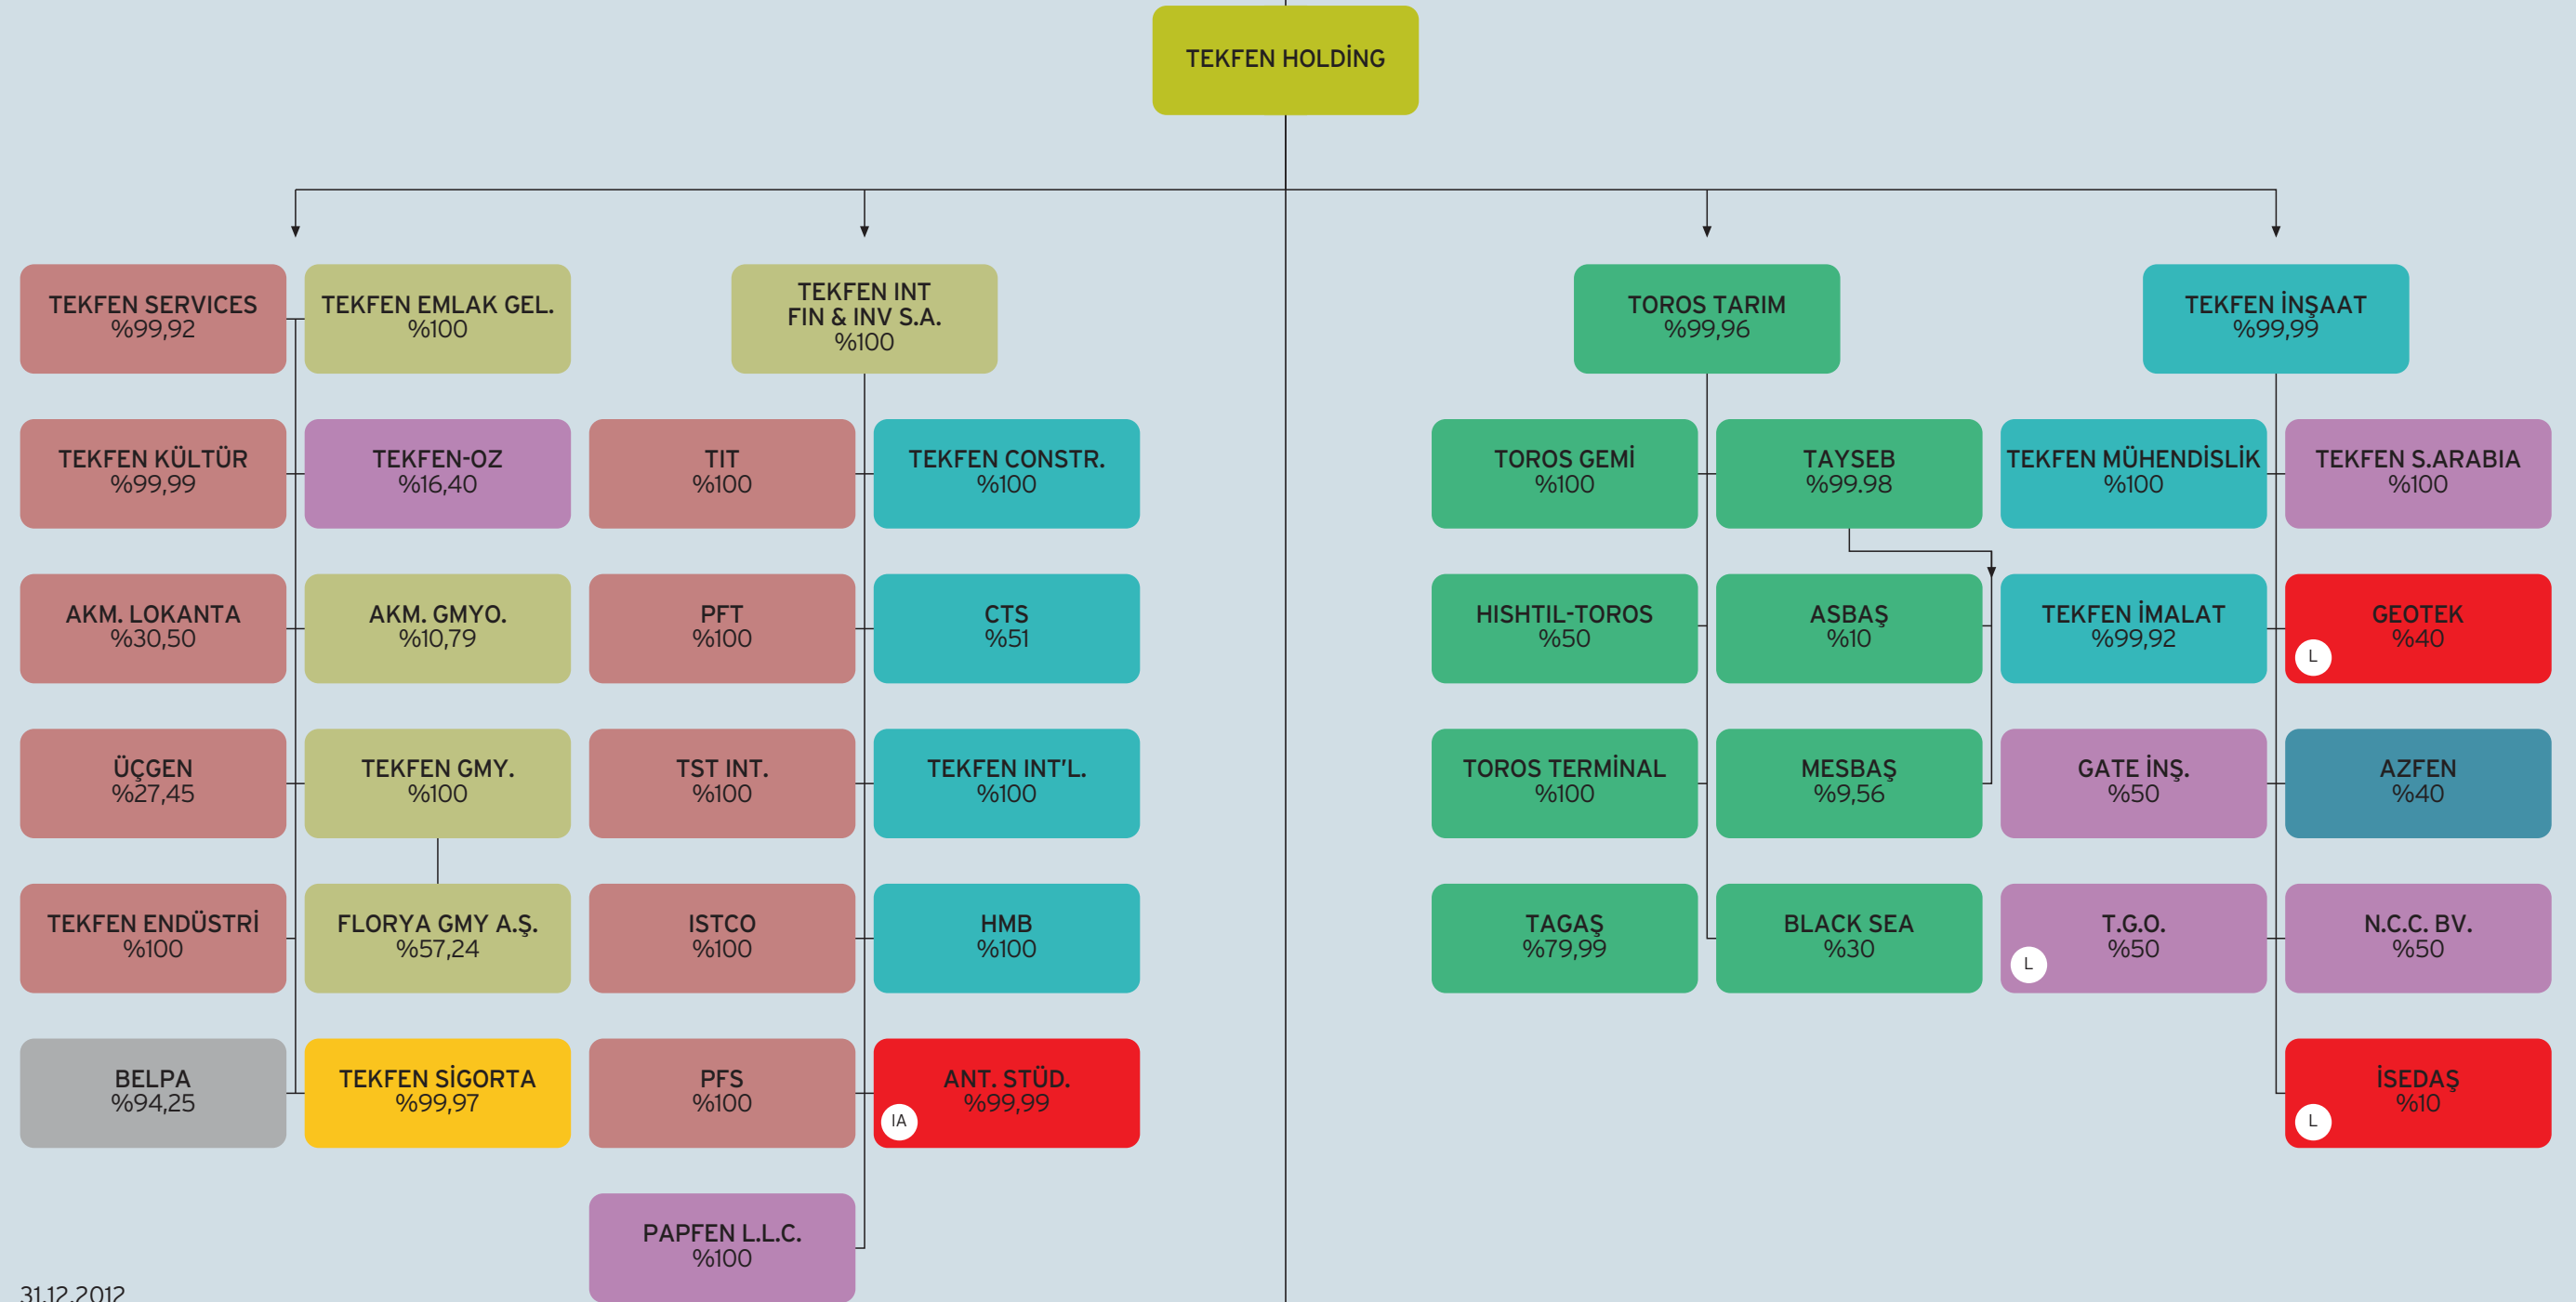 TEKFEN HOLDİNG
TEKFEN SERVICES
%99,92
TEKFEN EMLAK GEL.
%100
TEKFEN INT
FIN & INV S.A.
%100
TOROS TARIM
%99,96
TEKFEN İNŞAAT
%99,99
TEKFEN KÜLTÜR
%99,99
TEKFEN-OZ
%16,40
TIT
%100
TEKFEN CONSTR.
%100
TOROS GEMİ
%100
TAYSEB
%99.98
TEKFEN MÜHENDİSLİK
%100
TEKFEN S.ARABIA
%100
AKM. LOKANTA
%30,50
AKM. GMYO.
%10,79
PFT
%100
CTS
%51
HISHTIL-TOROS
%50
ASBAŞ
%10
TEKFEN İMALAT
%99,92
GEOTEK
%40
L
ÜÇGEN
%27,45
TEKFEN GMY.
%100
TST INT.
%100
TEKFEN INT'L.
%100
TOROS TERMİNAL
%100
MESBAŞ
%9,56
GATE İNŞ.
%50
AZFEN
%40
TEKFEN ENDÜSTRİ
%100
FLORYA GMY A.Ş.
%57,24
ISTCO
%100
HMB
%100
TAGAŞ
%79,99
BLACK SEA
%30
T.G.O.
%50
L
N.C.C. BV.
%50
BELPA
%94,25
TEKFEN SİGORTA
%99,97
PFS
%100
ANT. STÜD.
%99,99
IA
İSEDAŞ
%10
L
PAPFEN L.L.C.
%100
31.12.2012